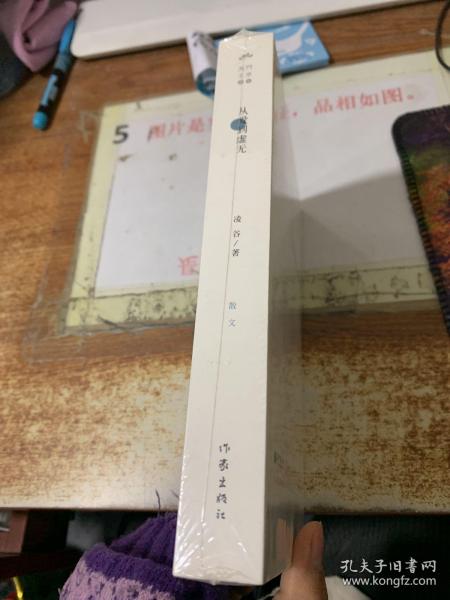 从
到虚无
凌谷/著
散文
作家出版社
5
图片是
，品相如图。
孔夫子旧书网
www.kongfz.com